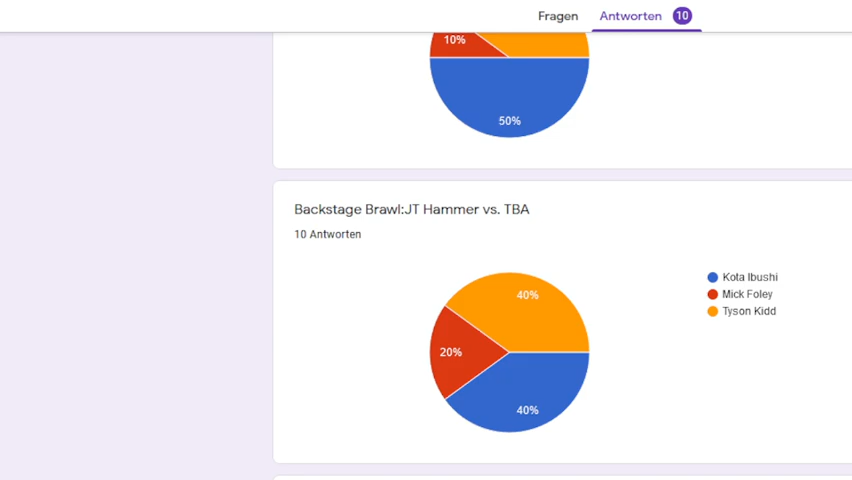 Fragen Antworten 10
10%
50%
Backstage Brawl:JT Hammer vs. TBA
10 Antworten
Kota Ibushi
Mick Foley
Tyson Kidd
40%
20%
40%